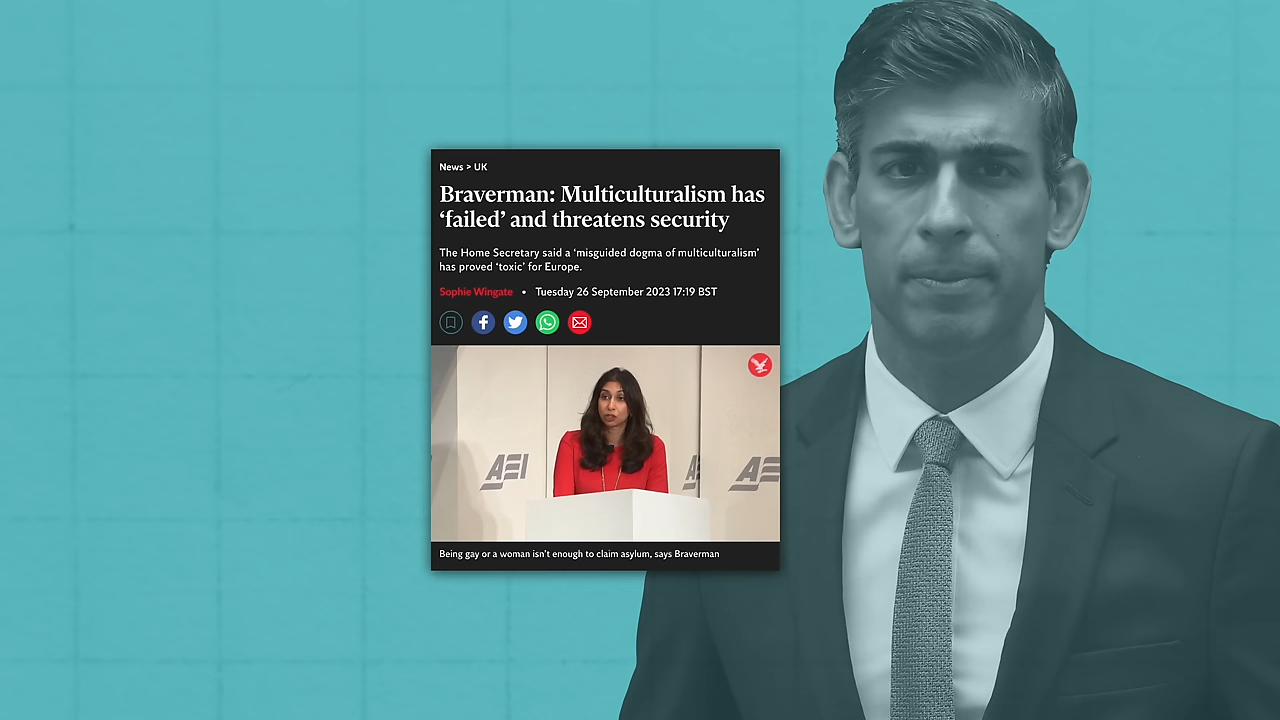 News > UK
Braverman: Multiculturalism has
‘failed’ and threatens security
The Home Secretary said a ‘misguided dogma of multiculturalism’
has proved ‘toxic’ for Europe.
Sophie Wingate • Tuesday 26 September 2023 17:19 BST
AEI
AEI
AEI
Being gay or a woman isn't enough to claim asylum, says Braverman